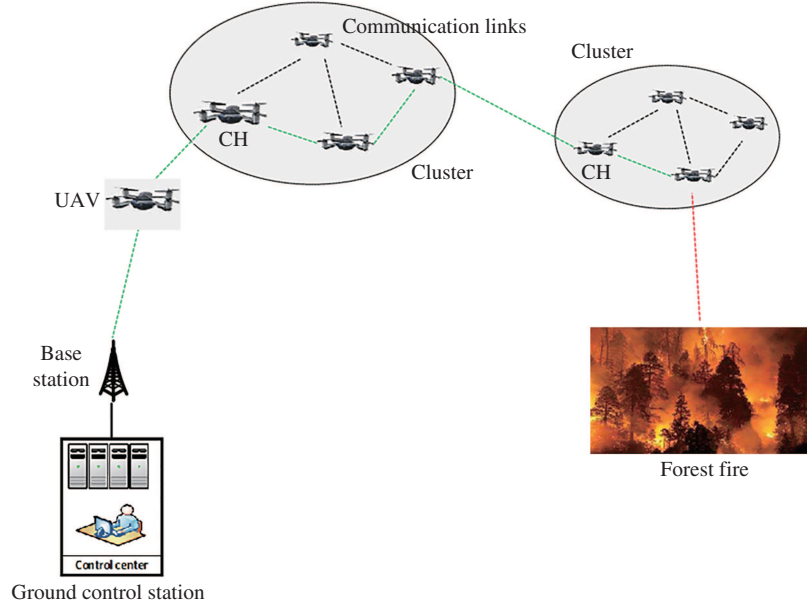 Communication links
Cluster
CH
CH
Cluster
UAV
Base
station
Forest fire
Control center
Ground control station